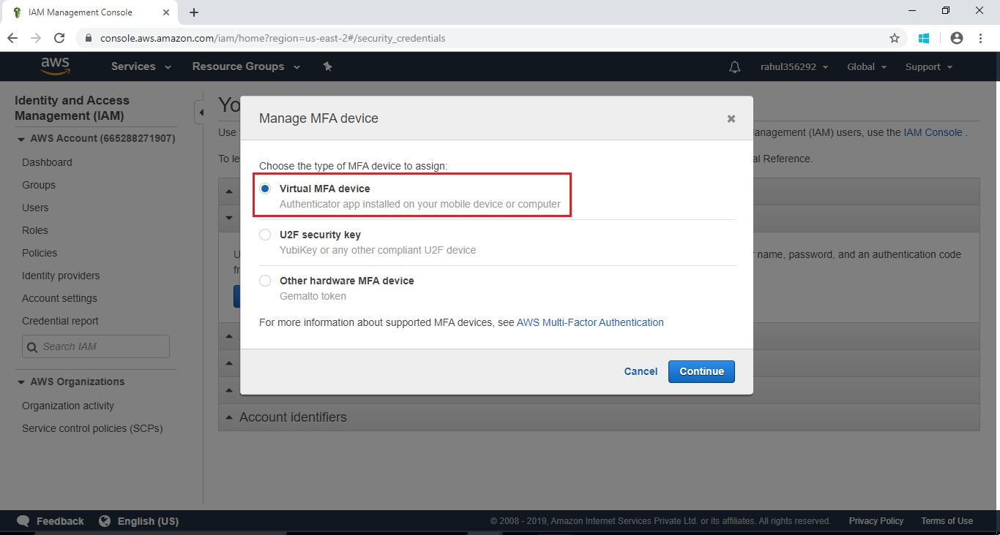 IAM Management Console
console.aws.amazon.com/iam/home?region=us-east-2#/security_credentials
aws Services Resource Groups rahul356292 Global Support
Identity and Access
Management (IAM)
AWS Account (665288271907)
Dashboard
Groups
Users
Roles
Policies
Identity providers
Account settings
Credential report
Search IAM
AWS Organizations
Organization activity
Service control policies (SCPs)
Yo
Use
anagement (IAM) users, use the IAM Console .
To le
al Reference.
name, password, and an authentication code
Manage MFA device
Choose the type of MFA device to assign:
Virtual MFA device
Authenticator app installed on your mobile device or computer
U2F security key
YubiKey or any other compliant U2F device
Other hardware MFA device
Gemalto token
For more information about supported MFA devices, see AWS Multi-Factor Authentication
Cancel Continue
Account identifiers
Feedback English (US) © 2008 - 2019, Amazon Internet Services Private Ltd. or its affiliates. All rights reserved. Privacy Policy Terms of Use